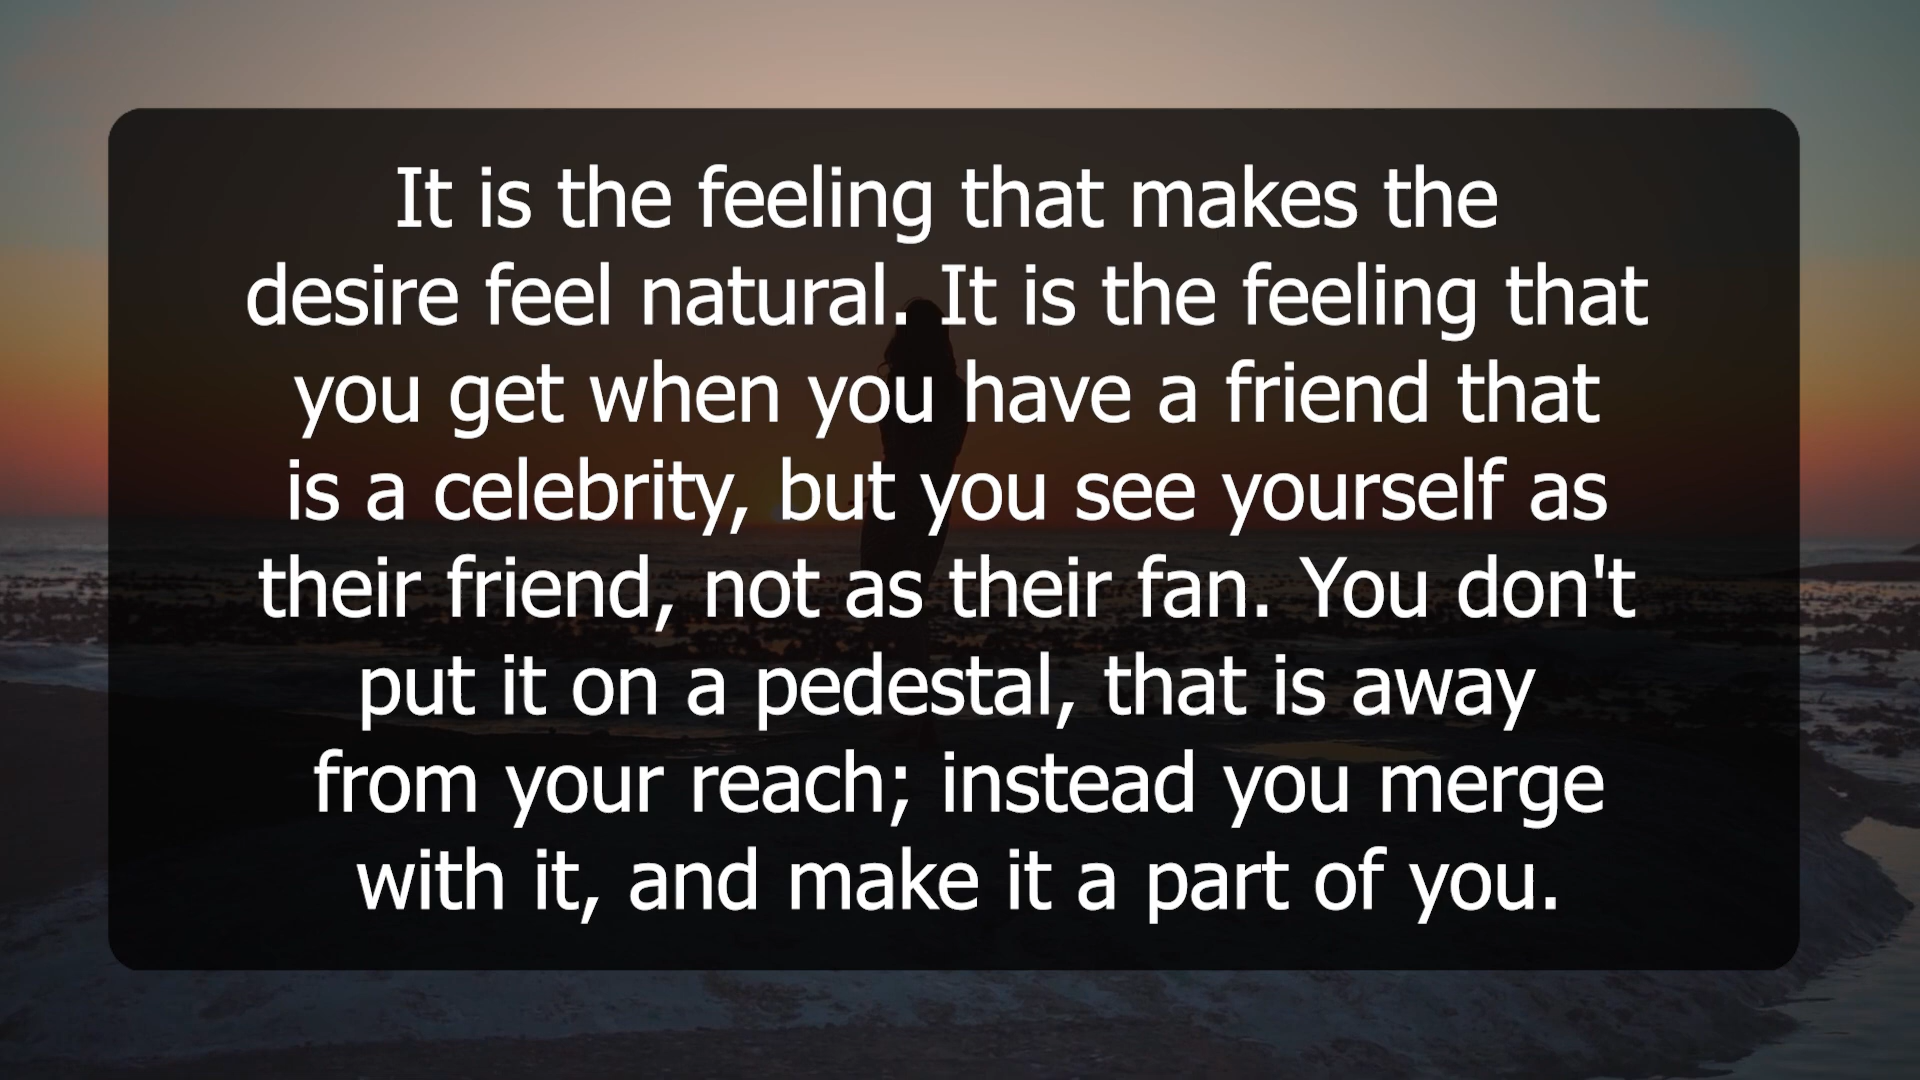 It is the feeling that makes the
desire feel natural. It is the feeling that
you get when you have a friend that
is a celebrity, but you see yourself as
their friend, not as their fan. You don't
put it on a pedestal, that is away
from your reach; instead you merge
with it, and make it a part of you.